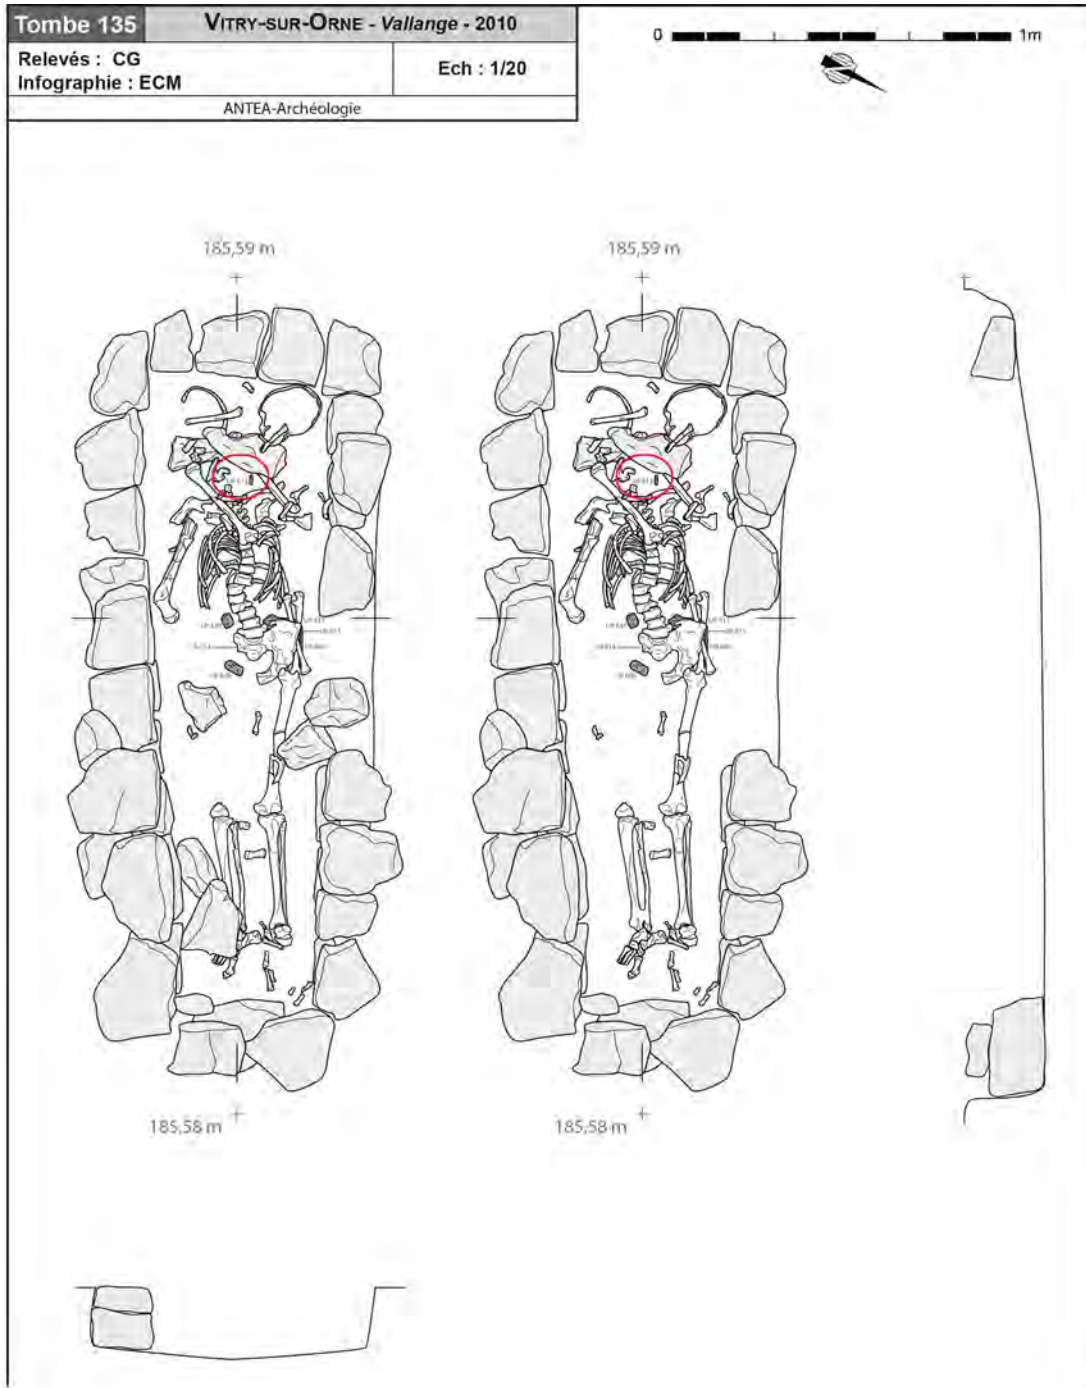 Tombe 135
VITRY-SUR-ORNE - Vallange - 2010
Relevés : CG
Infographie : ECM
Ech : 1/20
ANTEA-Archéologie
0 1m
N
185,59 m
185,59 m
185,58 m
185,58 m